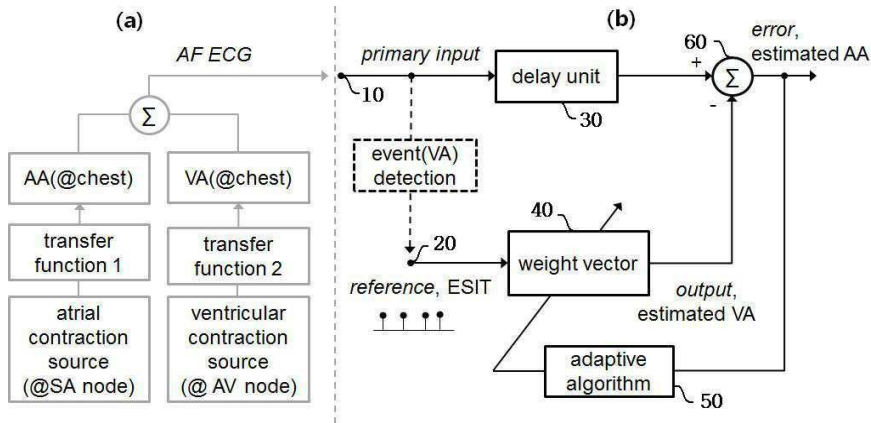 (a)
AF ECG
Σ
AA(@chest)
VA(@chest)
transfer
function 1
transfer
function 2
atrial
contraction
source
(@SA node)
ventricular
contraction
source
(@ AV node)
(b)
primary input
10
delay unit
30
60
+
Σ
-
error,
estimated AA
event(VA)
detection
20
40
weight vector
reference, ESIT
output,
estimated VA
adaptive
algorithm
50